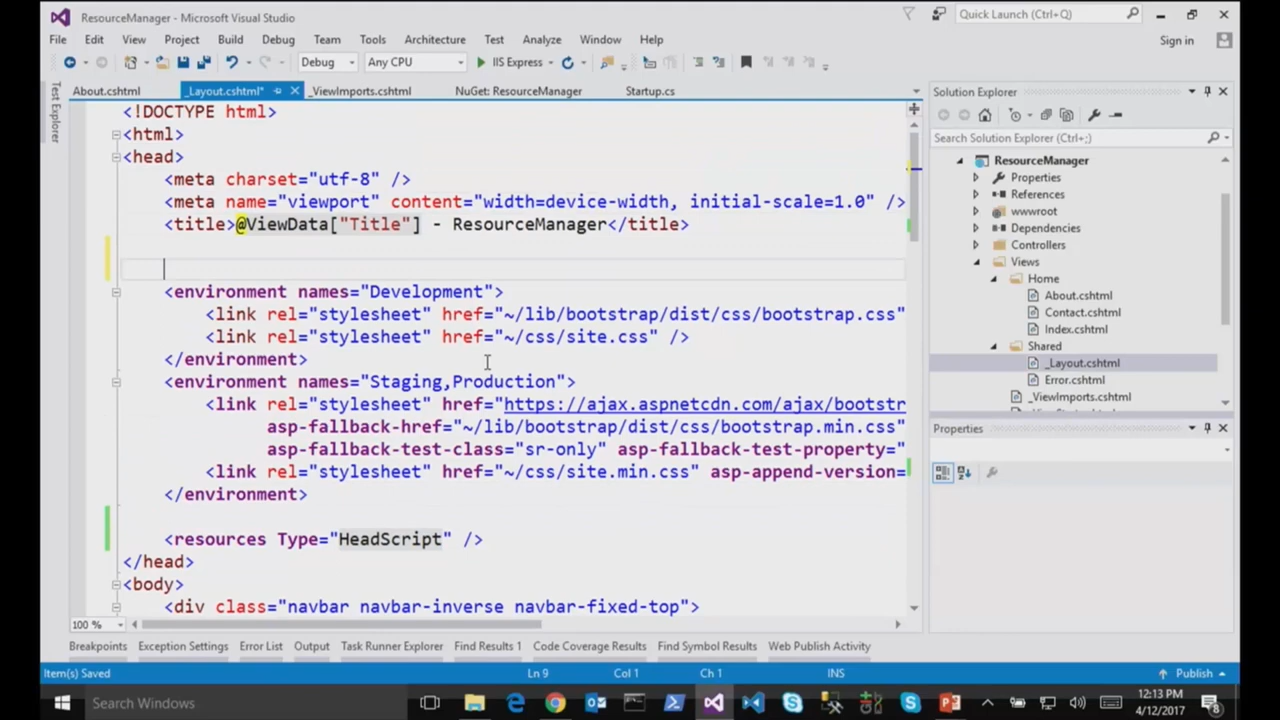 ResourceManager - Microsoft Visual Studio
Quick Launch (Ctrl+Q)
File Edit View Project Build Debug Team Tools Architecture Test Analyze Window Help
Sign in
Debug Any CPU IIS Express
Test Explorer
About.cshtml _Layout.cshtml* _ViewImports.cshtml NuGet: ResourceManager Startup.cs
<!DOCTYPE html>
<html>
<head>
<meta charset="utf-8" />
<meta name="viewport" content="width=device-width, initial-scale=1.0" />
<title>@ViewData["Title"] - ResourceManager</title>
<environment names="Development">
<link rel="stylesheet" href="~/lib/bootstrap/dist/css/bootstrap.css"
<link rel="stylesheet" href="~/css/site.css" />
</environment>
<environment names="Staging,Production">
<link rel="stylesheet" href="https://ajax.aspnetcdn.com/ajax/bootstr
asp-fallback-href="~/lib/bootstrap/dist/css/bootstrap.min.css"
asp-fallback-test-class="sr-only" asp-fallback-test-property="
<link rel="stylesheet" href="~/css/site.min.css" asp-append-version=
</environment>
<resources Type="HeadScript" />
</head>
<body>
<div class="navbar navbar-inverse navbar-fixed-top">
100 %
Solution Explorer
Search Solution Explorer (Ctrl+;)
ResourceManager
Properties
References
wwwroot
Dependencies
Controllers
Views
Home
About.cshtml
Contact.cshtml
Index.cshtml
Shared
_Layout.cshtml
Error.cshtml
_ViewImports.cshtml
Properties
Breakpoints Exception Settings Error List Output Task Runner Explorer Find Results 1 Code Coverage Results Find Symbol Results Web Publish Activity
Item(s) Saved Ln 9 Col 1 Ch 1 INS Publish
Search Windows
12:13 PM
4/12/2017
8